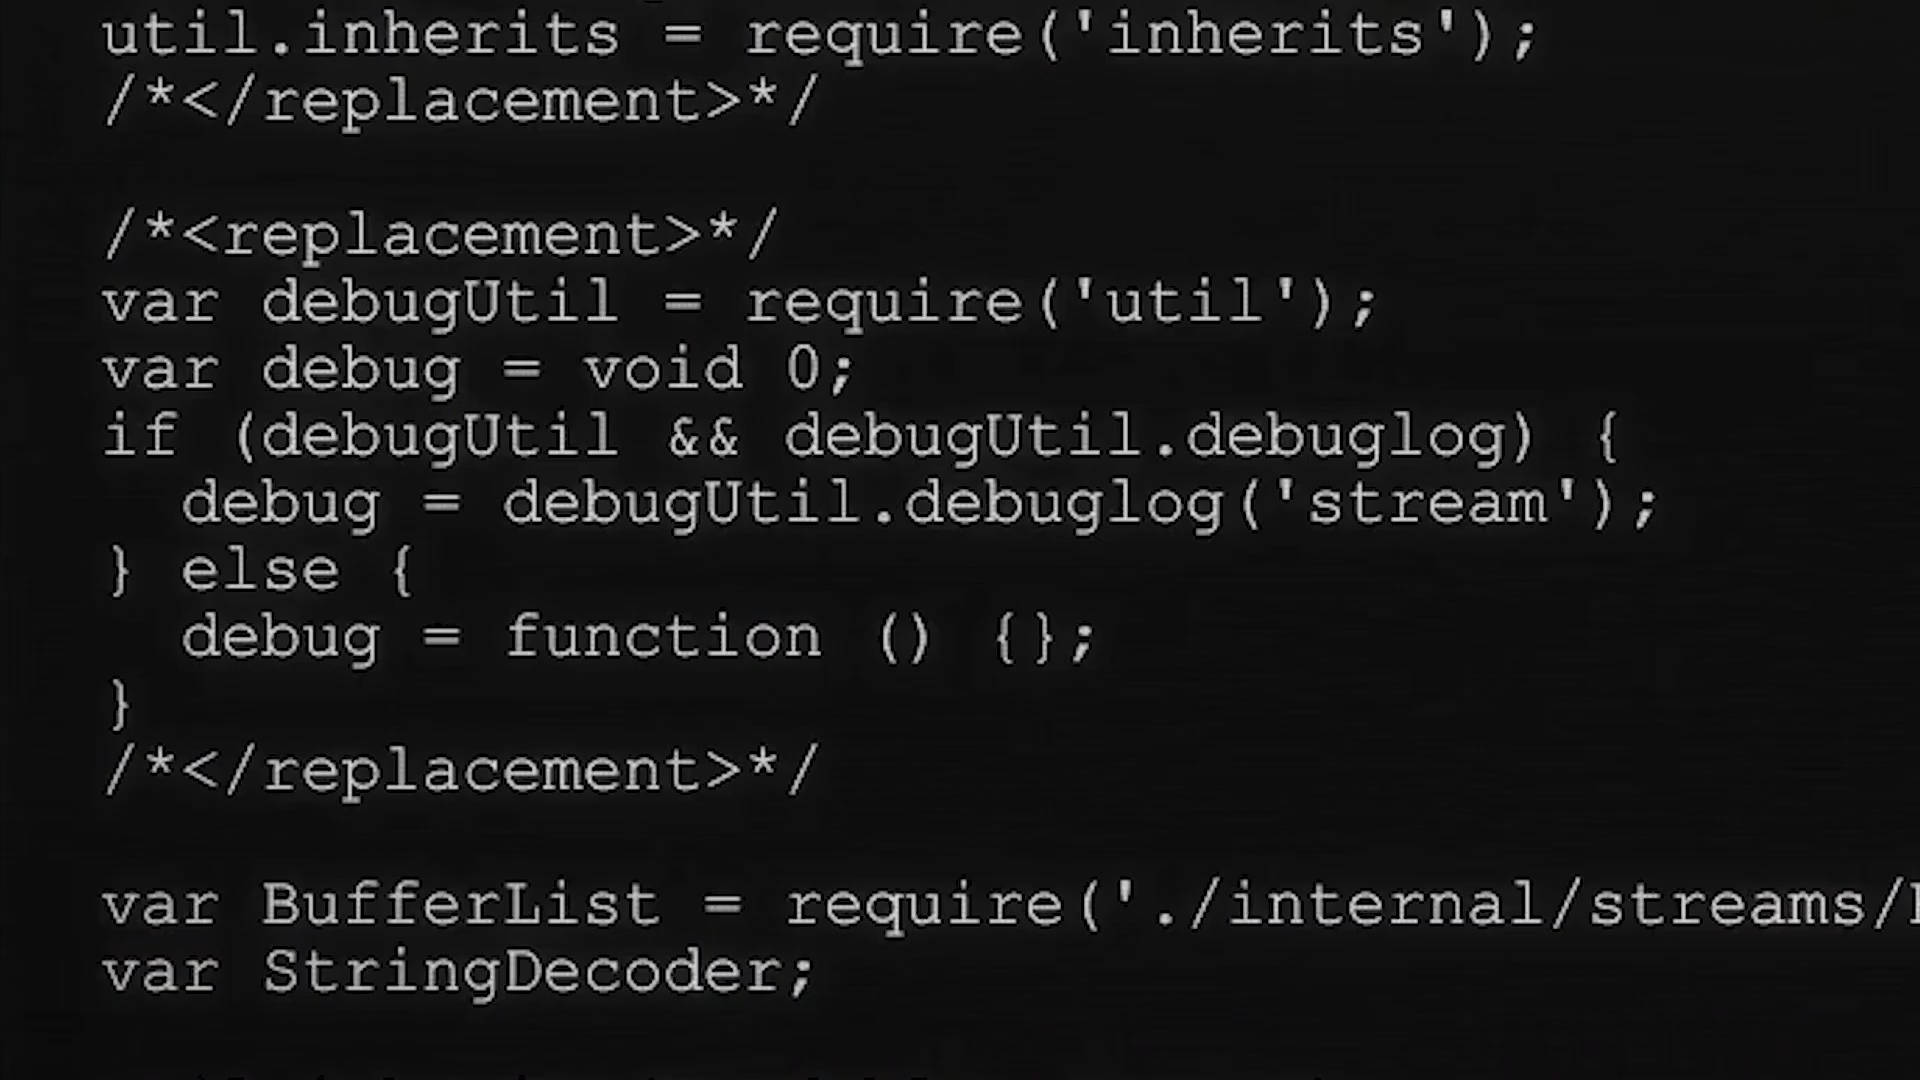 util.inherits = require('inherits');
/*</replacement>*/
/*<replacement>*/
var debugUtil = require('util');
var debug = void 0;
if (debugUtil && debugUtil.debuglog) {
  debug = debugUtil.debuglog('stream');
} else {
  debug = function () {};
}
/*</replacement>*/
var BufferList = require('./internal/streams/
var StringDecoder;